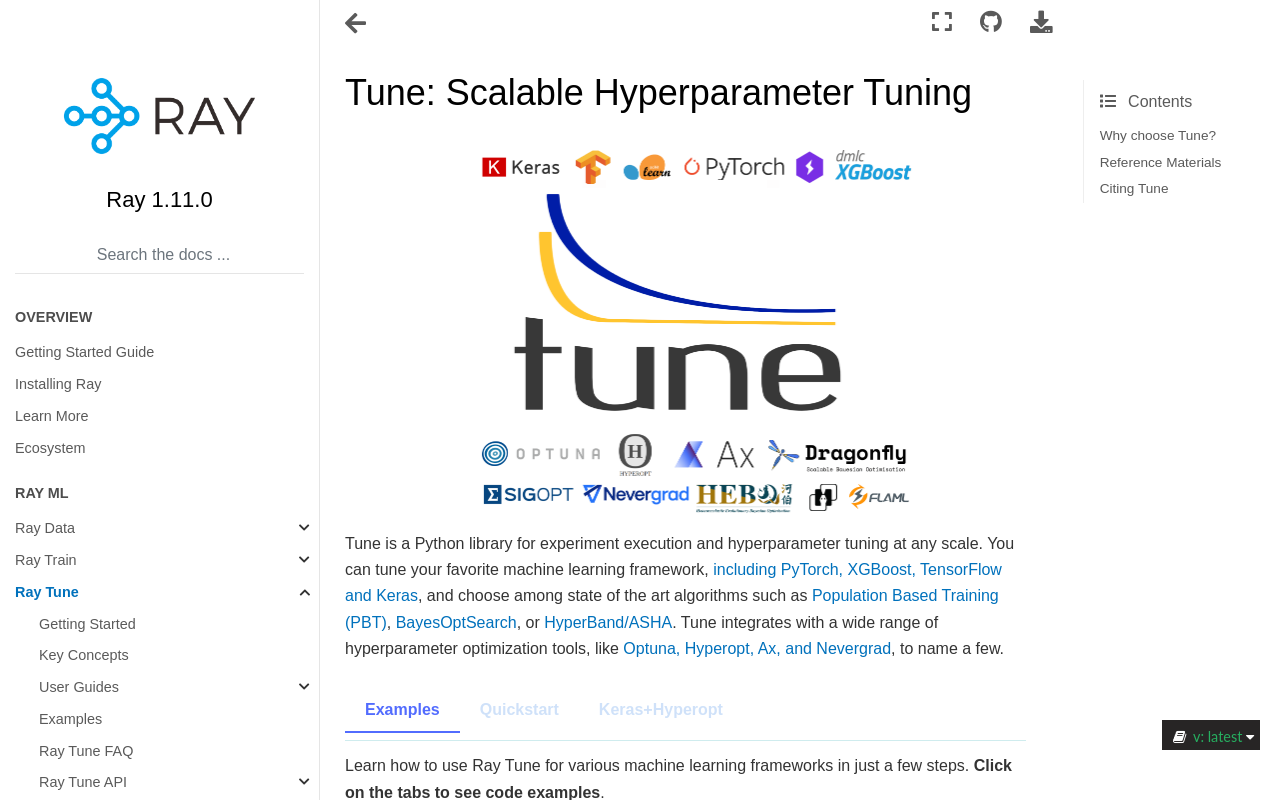 RAY
Ray 1.11.0
Search the docs ...
OVERVIEW
Getting Started Guide
Installing Ray
Learn More
Ecosystem
RAY ML
Ray Data
Ray Train
Ray Tune
Getting Started
Key Concepts
User Guides
Examples
Ray Tune FAQ
Ray Tune API
Tune: Scalable Hyperparameter Tuning
K Keras learn PyTorch dmlc XGBoost
tune
OPTUNA H HYPEROPT Ax Dragonfly
Scalable Bayesian Optimisation
SIGOPT Nevergrad HEBO 河伯 FLAML
Tune is a Python library for experiment execution and hyperparameter tuning at any scale. You
can tune your favorite machine learning framework, including PyTorch, XGBoost, TensorFlow
and Keras, and choose among state of the art algorithms such as Population Based Training
(PBT), BayesOptSearch, or HyperBand/ASHA. Tune integrates with a wide range of
hyperparameter optimization tools, like Optuna, Hyperopt, Ax, and Nevergrad, to name a few.
Examples Quickstart Keras+Hyperopt
Learn how to use Ray Tune for various machine learning frameworks in just a few steps. Click
on the tabs to see code examples.
Contents
Why choose Tune?
Reference Materials
Citing Tune
v: latest